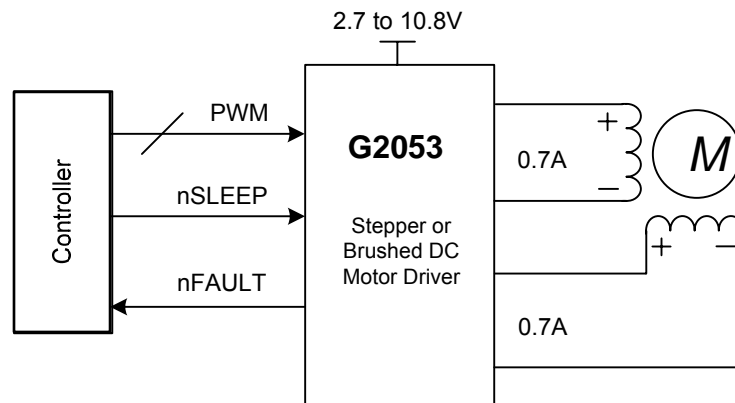 2.7 to 10.8V
Controller
PWM
nSLEEP
nFAULT
G2053
Stepper or
Brushed DC
Motor Driver
0.7A
0.7A
+
−
M
+
−